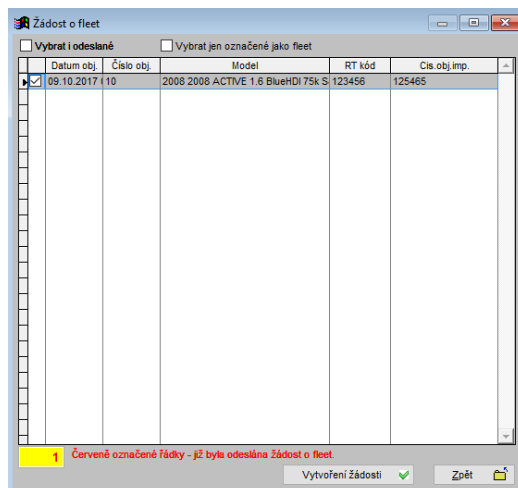 Žádost o fleet
Vybrat i odeslané Vybrat jen označené jako fleet
Datum obj. Číslo obj. Model RT kód Cis.obj.imp.
09.10.2017 10 2008 2008 ACTIVE 1.6 BlueHDI 75k S 123456 125465
1 Červeně označené řádky - již byla odeslána žádost o fleet.
Vytvoření žádosti Zpět